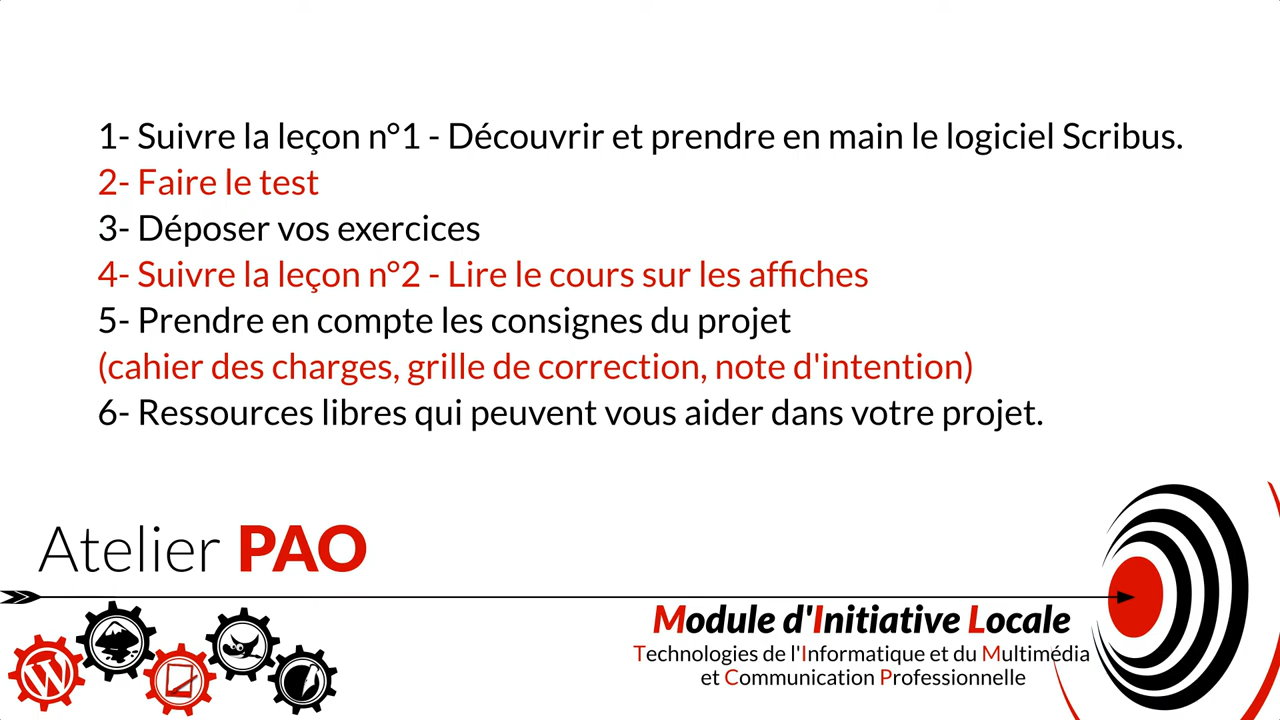 1- Suivre la leçon n°1 - Découvrir et prendre en main le logiciel Scribus.
2- Faire le test
3- Déposer vos exercices
4- Suivre la leçon n°2 - Lire le cours sur les affiches
5- Prendre en compte les consignes du projet
(cahier des charges, grille de correction, note d'intention)
6- Ressources libres qui peuvent vous aider dans votre projet.
Atelier PAO
Module d'Initiative Locale
Technologies de l'Informatique et du Multimédia
et Communication Professionnelle